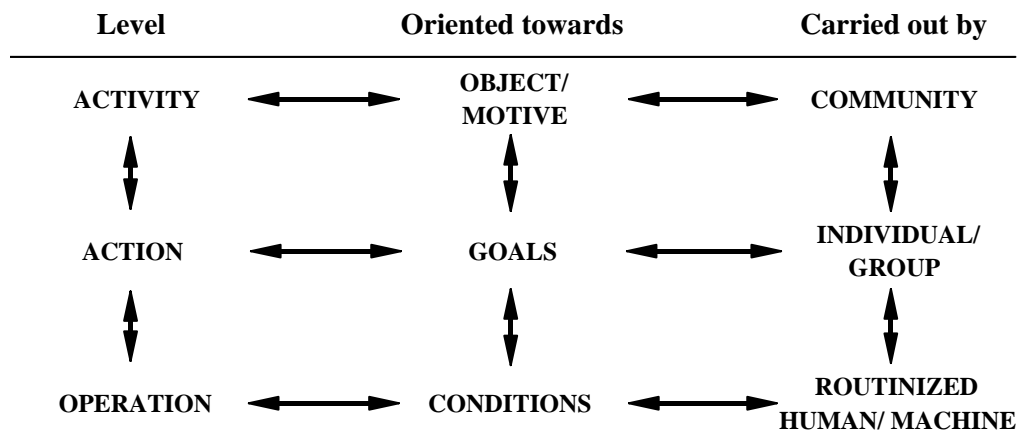 Level Oriented towards Carried out by
ACTIVITY OBJECT/ MOTIVE COMMUNITY
ACTION GOALS INDIVIDUAL/ GROUP
OPERATION CONDITIONS ROUTINIZED HUMAN/ MACHINE